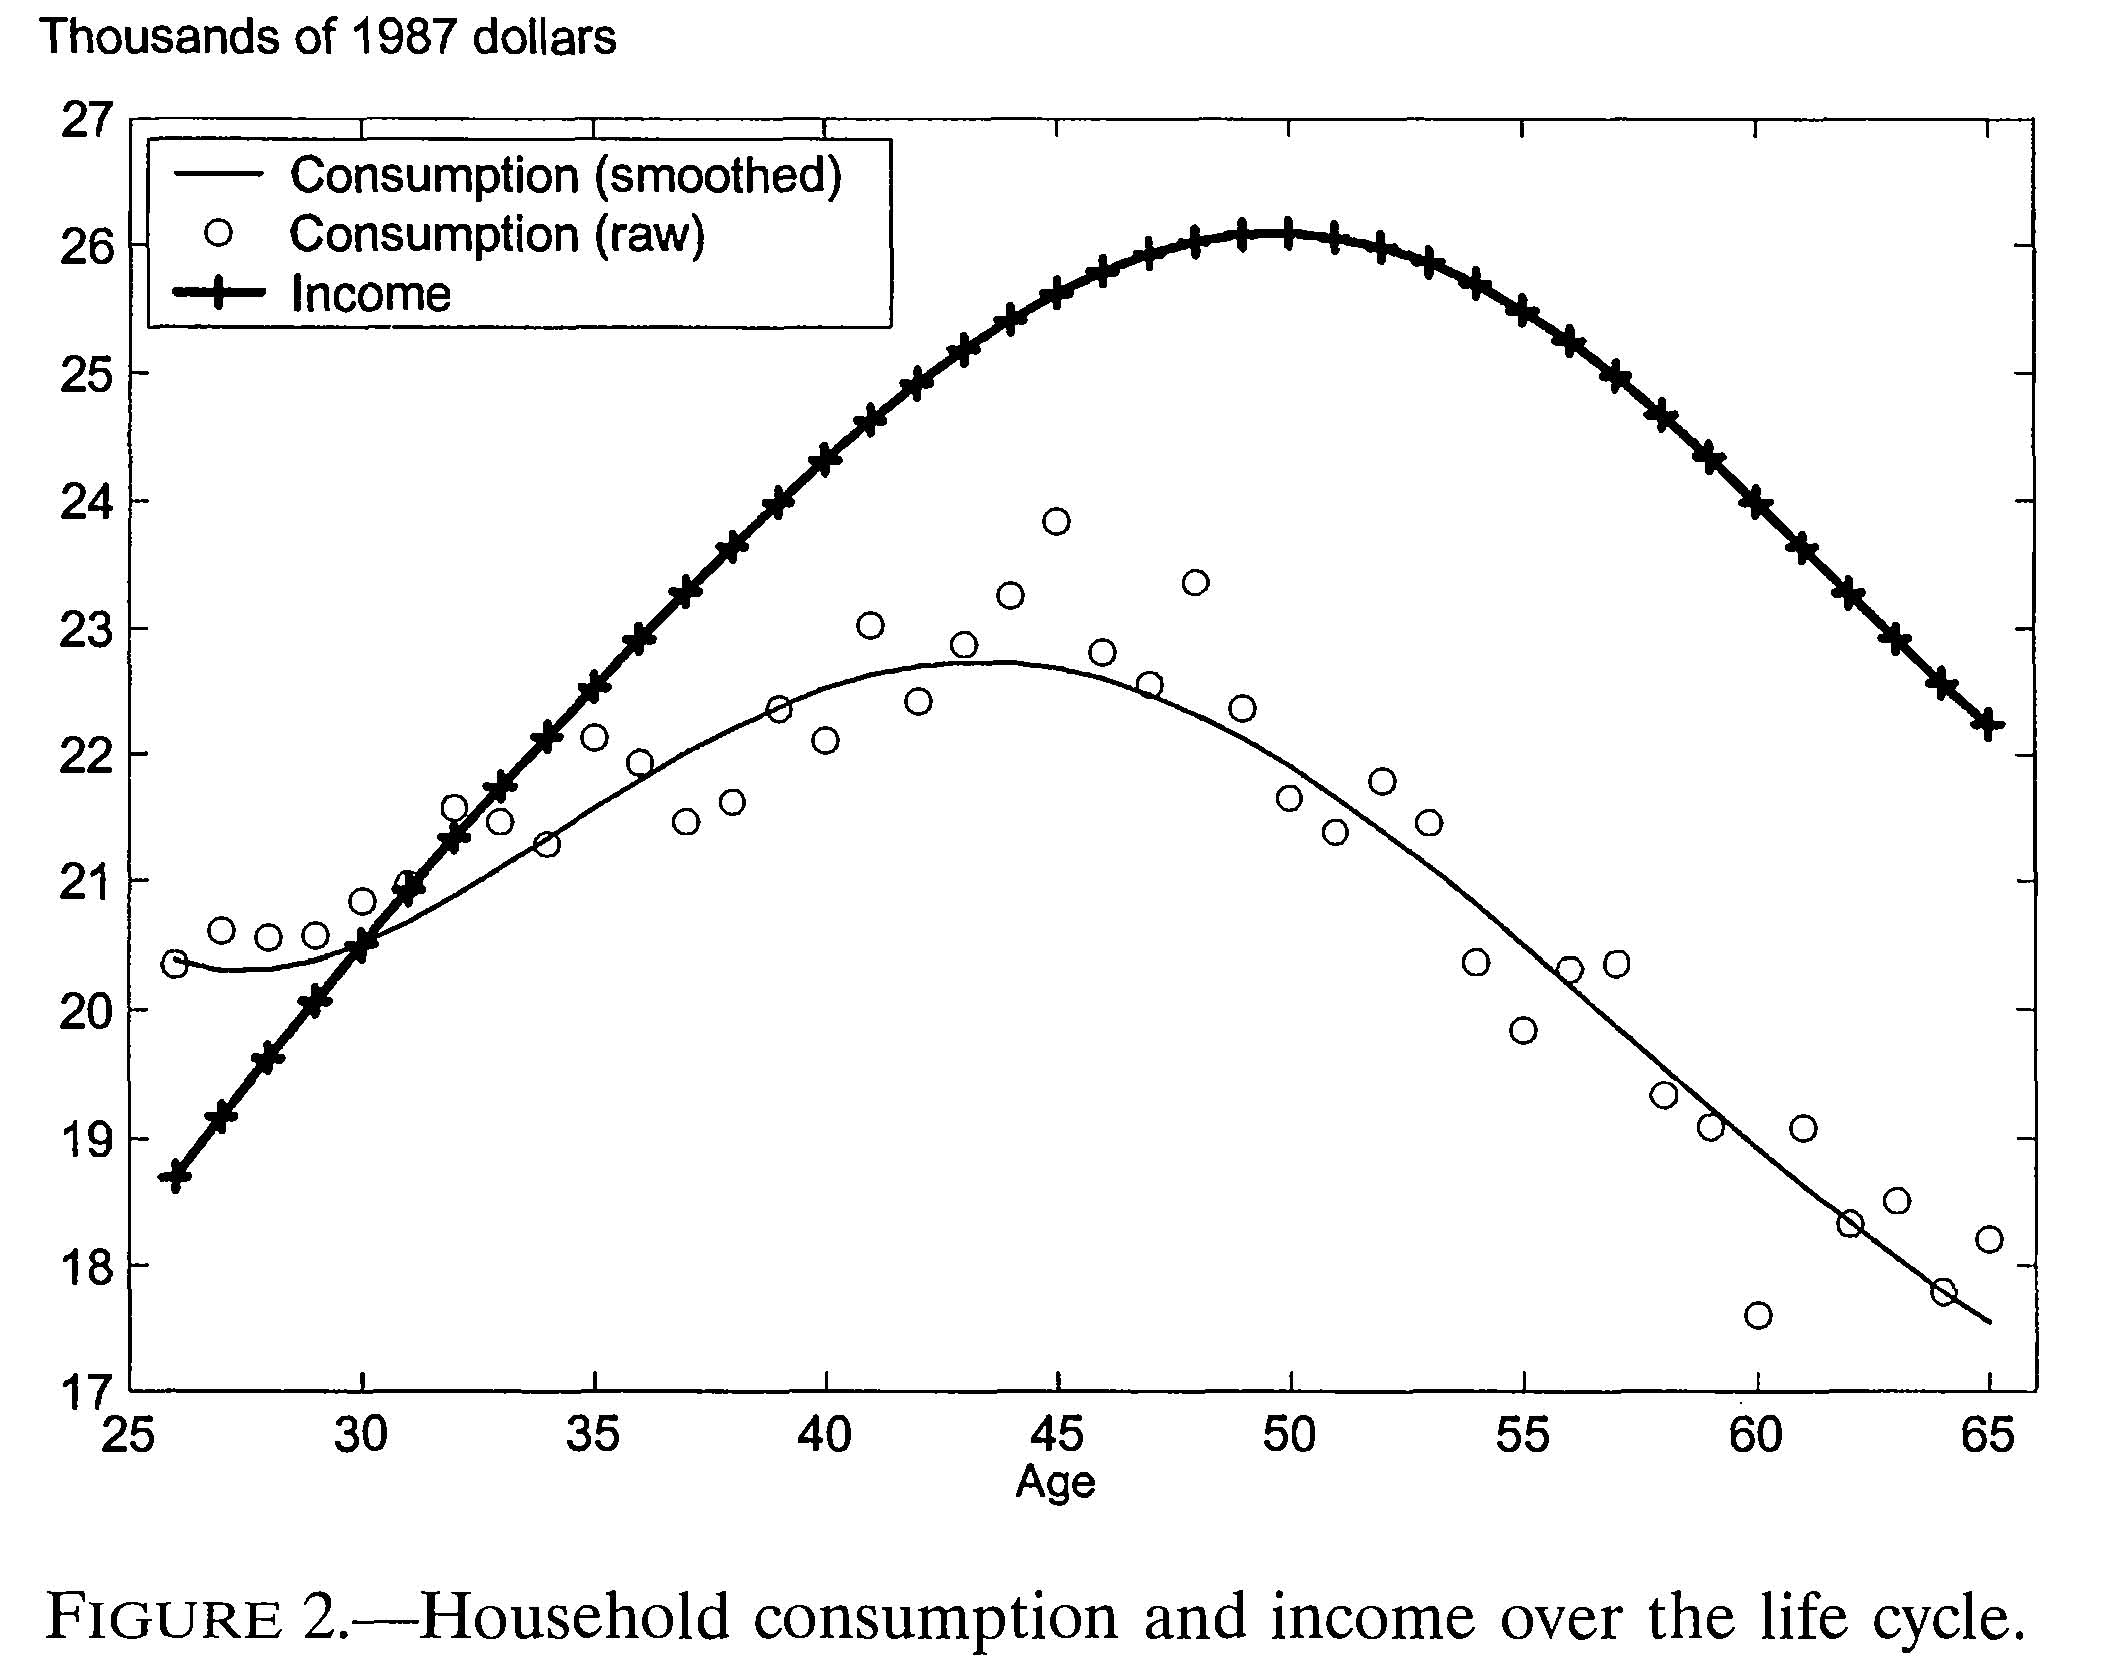 Thousands of 1987 dollars
27
26
25
24
23
22
21
20
19
18
17
Consumption (smoothed)
Consumption (raw)
Income
25 30 35 40 45 50 55 60 65
Age
FIGURE 2.—Household consumption and income over the life cycle.